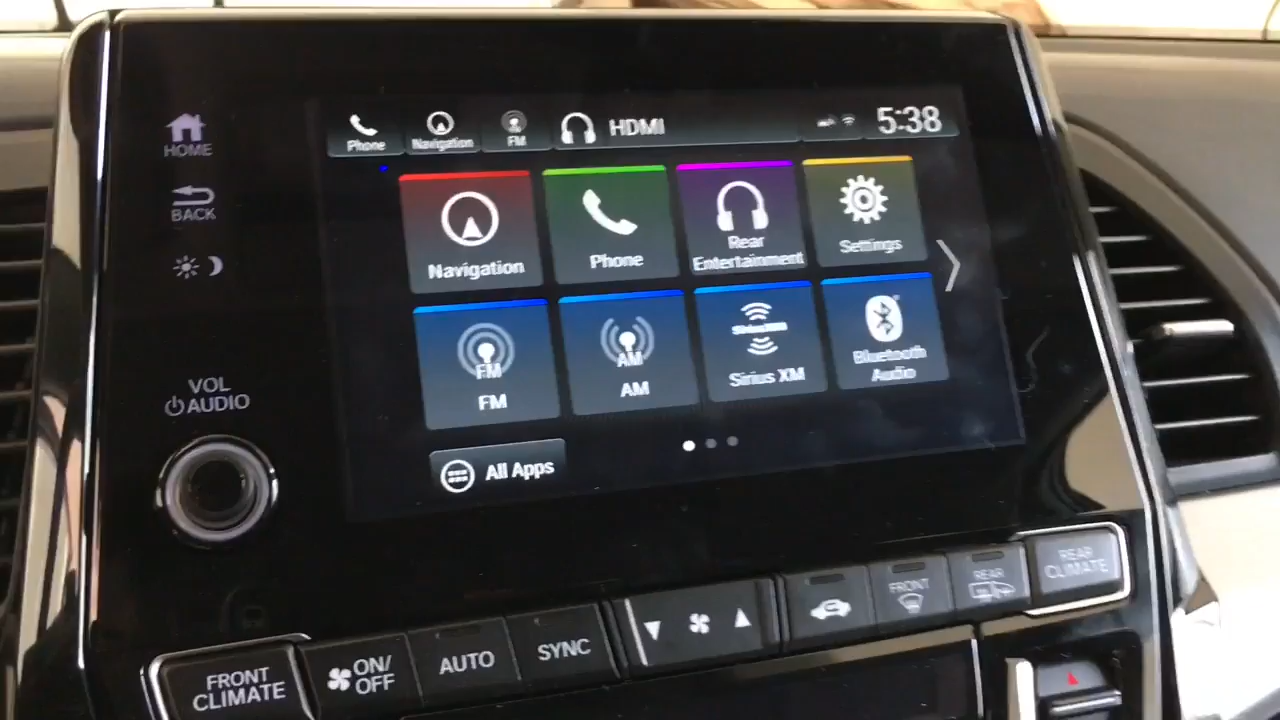 HOME
BACK
VOL
AUDIO
Phone
Navigation
FM
HDMI
5:38
Navigation
Phone
Rear
Entertainment
Settings
FM
FM
AM
AM
SiriusXM
Sirius XM
Bluetooth
Audio
All Apps
FRONT
CLIMATE
ON/
OFF
AUTO
SYNC
FRONT
REAR
REAR
CLIMATE